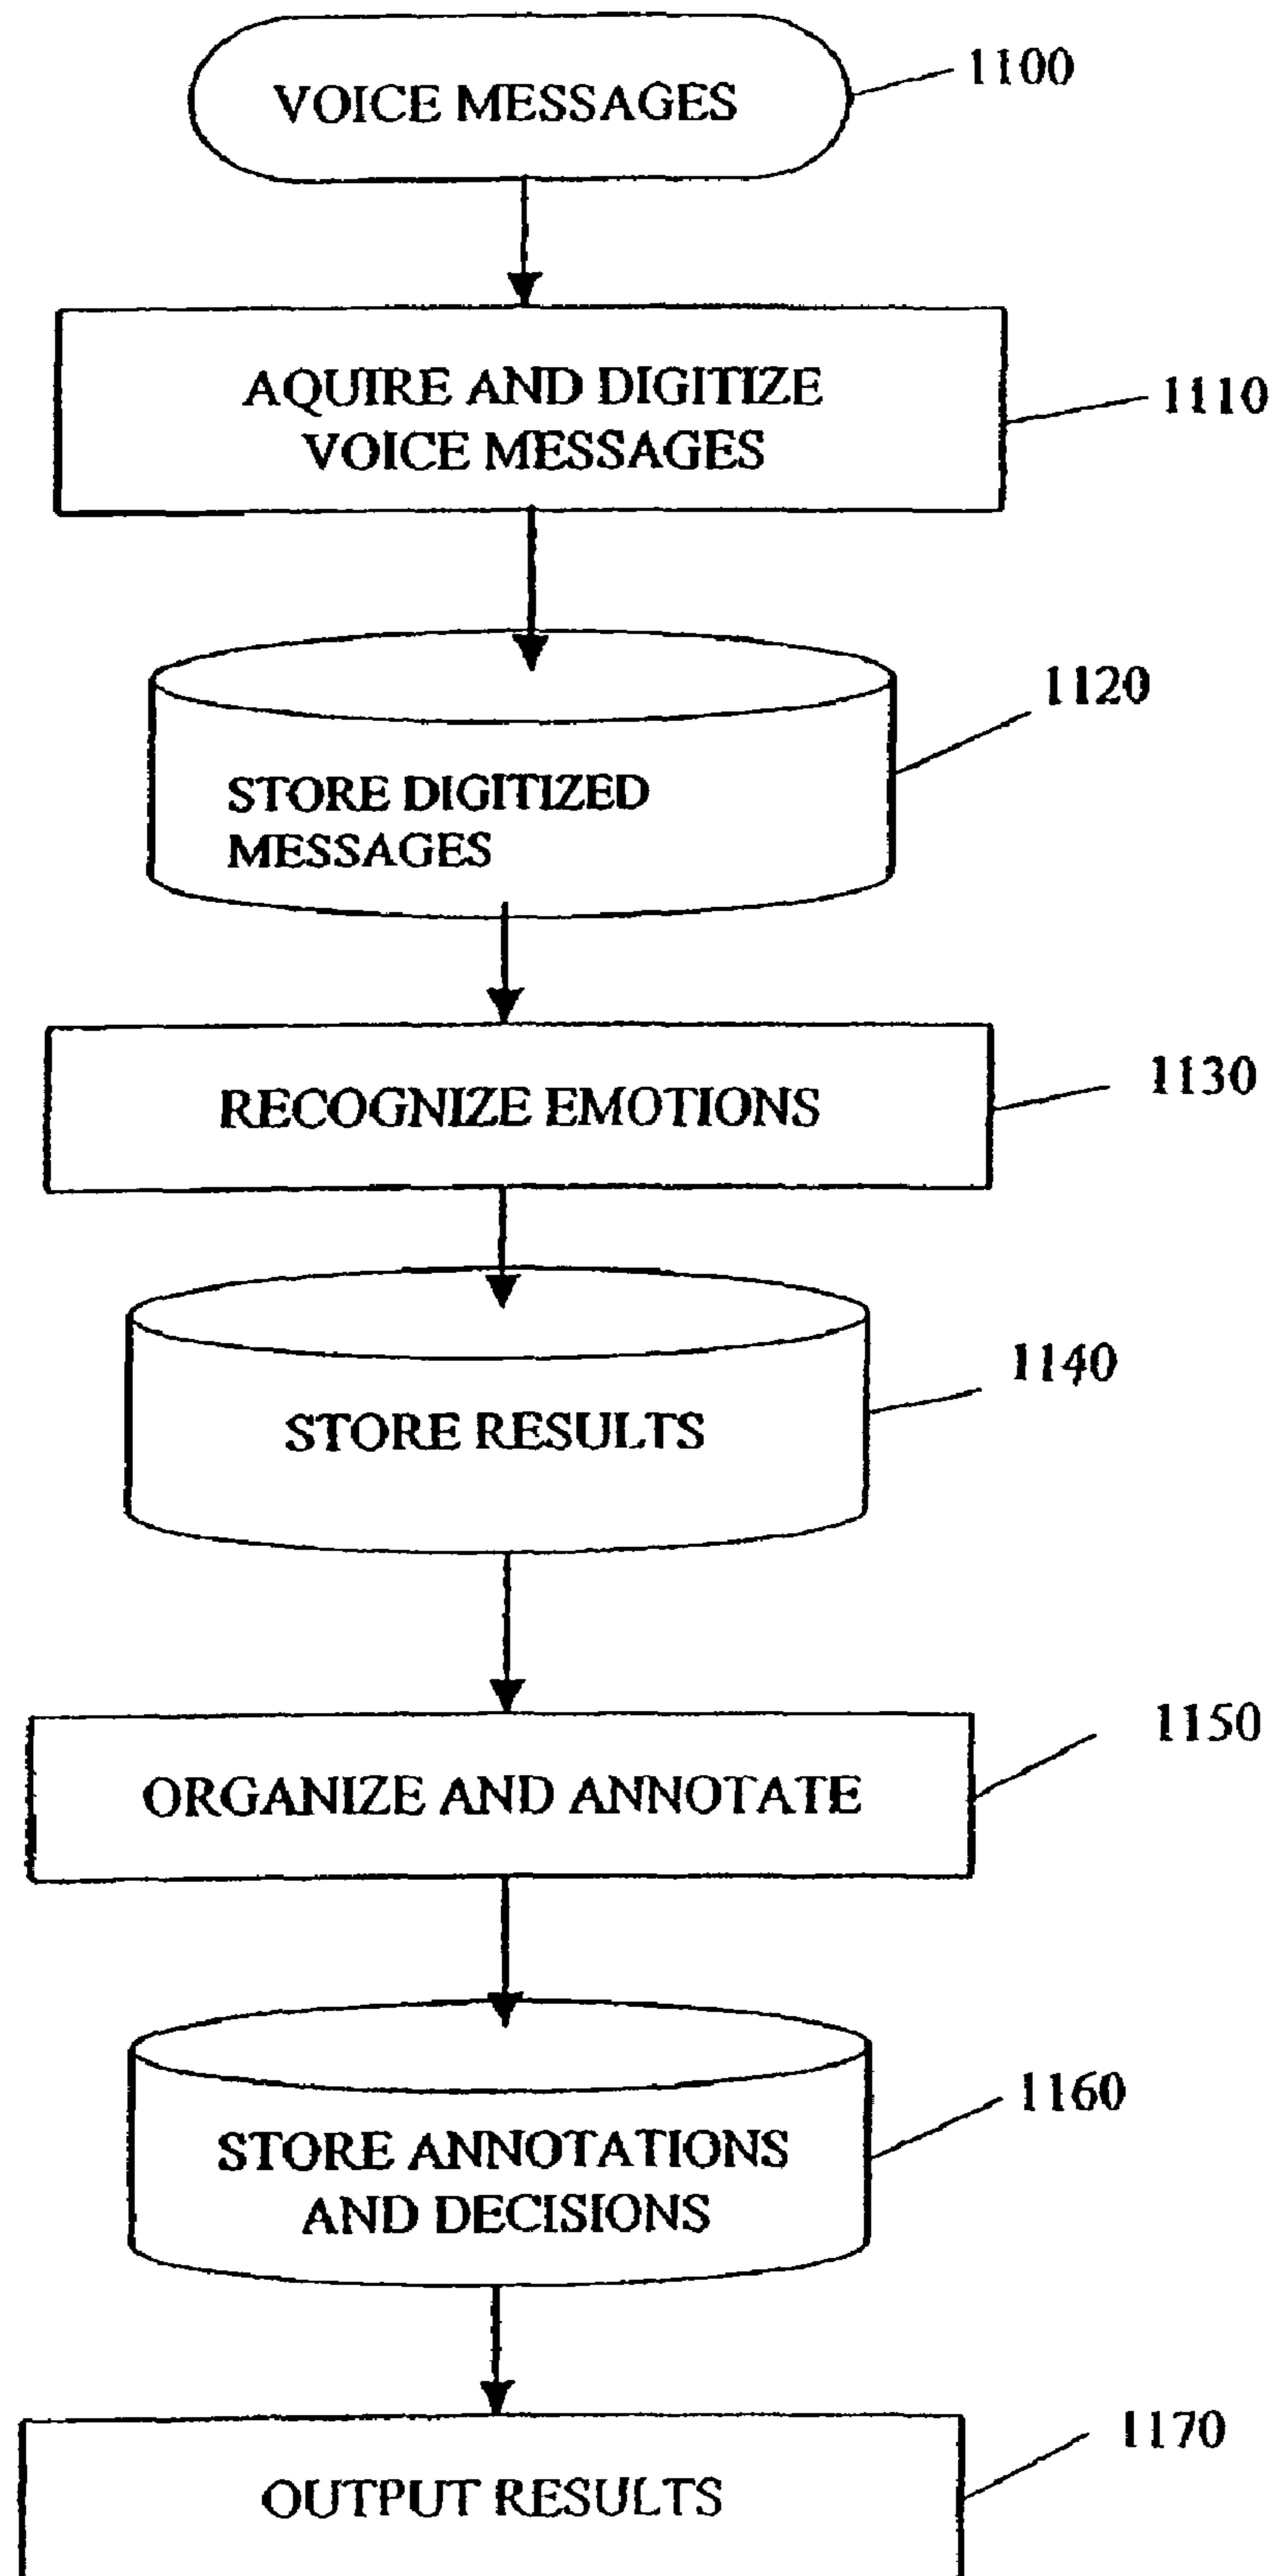 VOICE MESSAGES
1100
AQUIRE AND DIGITIZE
VOICE MESSAGES
1110
STORE DIGITIZED
MESSAGES
1120
RECOGNIZE EMOTIONS
1130
STORE RESULTS
1140
ORGANIZE AND ANNOTATE
1150
STORE ANNOTATIONS
AND DECISIONS
1160
OUTPUT RESULTS
1170